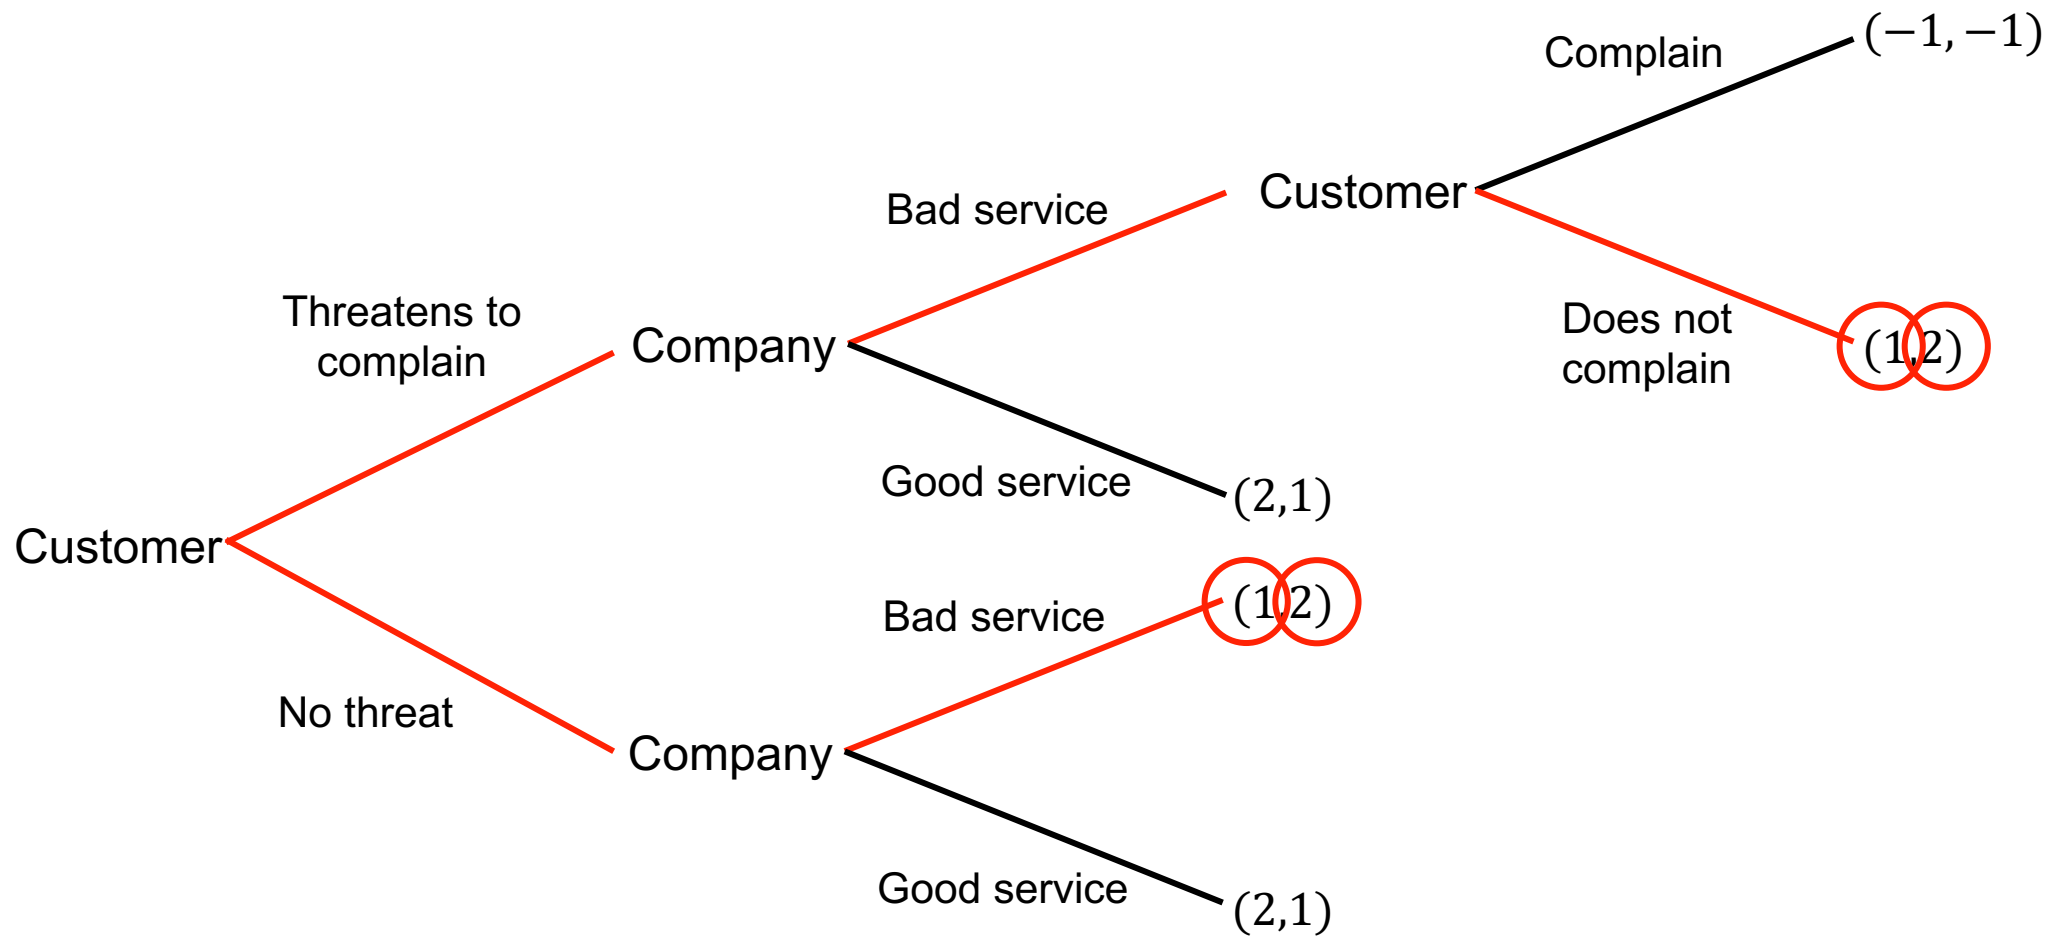 (−1, −1)
Complain
Bad service
Customer
Threatens to
complain
Company
Does not
complain
(1,2)
Good service
(2,1)
Customer
Bad service
(1,2)
No threat
Company
Good service
(2,1)